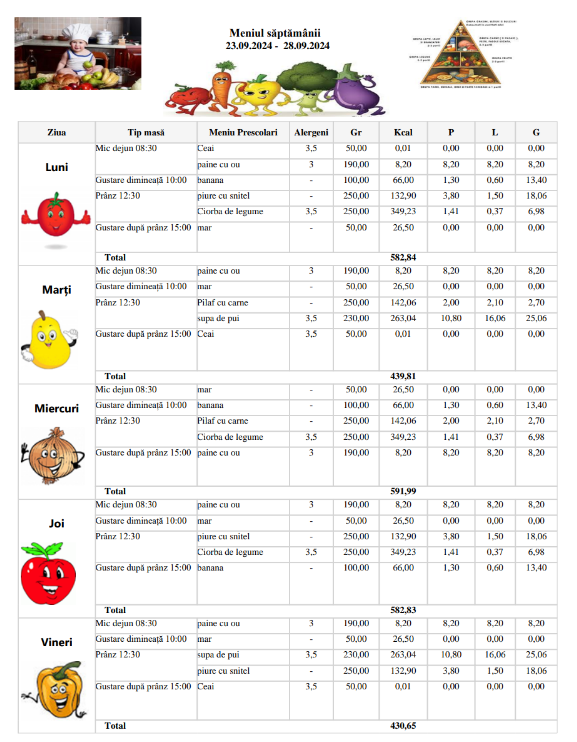 Meniul săptămânii
23.09.2024 - 28.09.2024
Ziua Tip masă Meniu Prescolari Alergeni Gr Kcal P L G
Luni
Mic dejun 08:30 Ceai 3,5 50,00 0,01 0,00 0,00 0,00
paine cu ou 3 190,00 8,20 8,20 8,20 8,20
Gustare dimineață 10:00 banana - 100,00 66,00 1,30 0,60 13,40
Prânz 12:30 piure cu snitel - 250,00 132,90 3,80 1,50 18,06
Ciorba de legume 3,5 250,00 349,23 1,41 0,37 6,98
Gustare după prânz 15:00 mar - 50,00 26,50 0,00 0,00 0,00
Total 582,84
Marți
Mic dejun 08:30 paine cu ou 3 190,00 8,20 8,20 8,20 8,20
Gustare dimineață 10:00 mar - 50,00 26,50 0,00 0,00 0,00
Prânz 12:30 Pilaf cu carne - 250,00 142,06 2,00 2,10 2,70
supa de pui 3,5 230,00 263,04 10,80 16,06 25,06
Gustare după prânz 15:00 Ceai 3,5 50,00 0,01 0,00 0,00 0,00
Total 439,81
Miercuri
Mic dejun 08:30 mar - 50,00 26,50 0,00 0,00 0,00
Gustare dimineață 10:00 banana - 100,00 66,00 1,30 0,60 13,40
Prânz 12:30 Pilaf cu carne - 250,00 142,06 2,00 2,10 2,70
Ciorba de legume 3,5 250,00 349,23 1,41 0,37 6,98
Gustare după prânz 15:00 paine cu ou 3 190,00 8,20 8,20 8,20 8,20
Total 591,99
Joi
Mic dejun 08:30 paine cu ou 3 190,00 8,20 8,20 8,20 8,20
Gustare dimineață 10:00 mar - 50,00 26,50 0,00 0,00 0,00
Prânz 12:30 piure cu snitel - 250,00 132,90 3,80 1,50 18,06
Ciorba de legume 3,5 250,00 349,23 1,41 0,37 6,98
Gustare după prânz 15:00 banana - 100,00 66,00 1,30 0,60 13,40
Total 582,83
Vineri
Mic dejun 08:30 paine cu ou 3 190,00 8,20 8,20 8,20 8,20
Gustare dimineață 10:00 mar - 50,00 26,50 0,00 0,00 0,00
Prânz 12:30 supa de pui 3,5 230,00 263,04 10,80 16,06 25,06
piure cu snitel - 250,00 132,90 3,80 1,50 18,06
Gustare după prânz 15:00 Ceai 3,5 50,00 0,01 0,00 0,00 0,00
Total 430,65